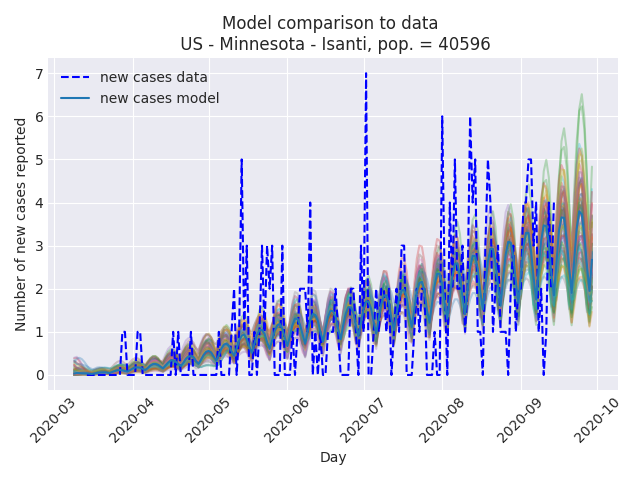 Model comparison to data
US - Minnesota - Isanti, pop. = 40596
new cases data
new cases model
Number of new cases reported
7
6
5
4
3
2
1
0
2020-03
2020-04
2020-05
2020-06
2020-07
2020-08
2020-09
2020-10
Day